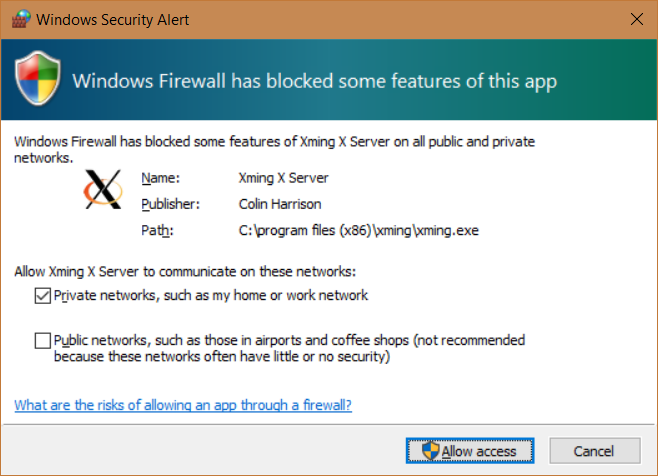 Windows Security Alert
Windows Firewall has blocked some features of this app
Windows Firewall has blocked some features of Xming X Server on all public and private
networks.
Name: Xming X Server
Publisher: Colin Harrison
Path: C:\program files (x86)\xming\xming.exe
Allow Xming X Server to communicate on these networks:
Private networks, such as my home or work network
Public networks, such as those in airports and coffee shops (not recommended
because these networks often have little or no security)
What are the risks of allowing an app through a firewall?
Allow access Cancel